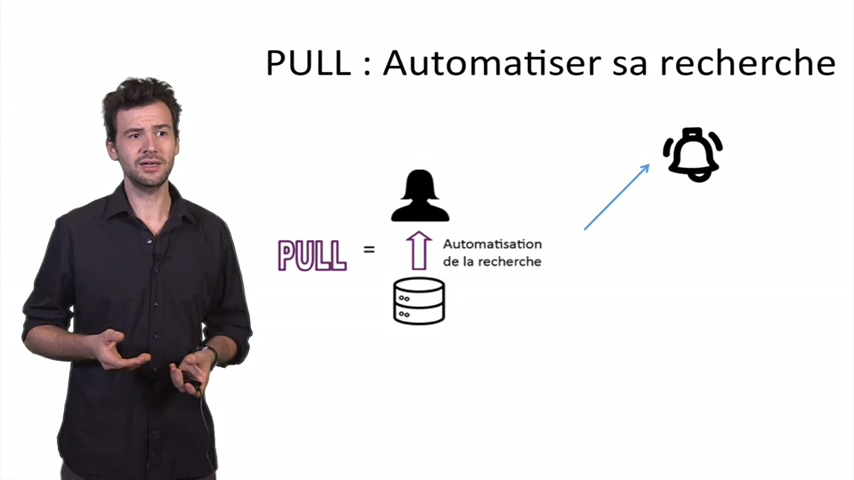 PULL : Automatiser sa recherche
PULL = Automatisation
de la recherche